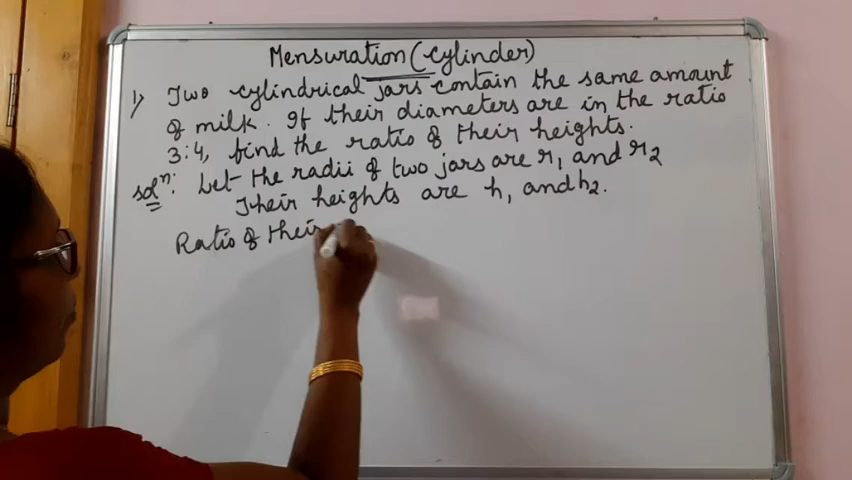 Mensuration (Cylinder)
1) Two cylindrical jars contain the same amount
of milk. If their diameters are in the ratio
3:4, find the ratio of their heights.
solⁿ: Let the radii of two jars are r₁ and r₂
Their heights are h₁ and h₂.
Ratio of their